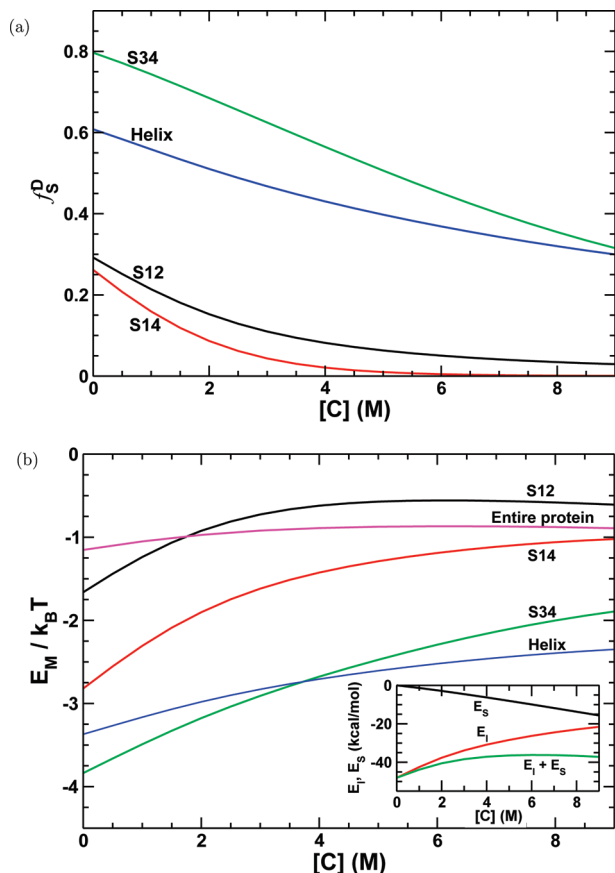 (a)
0.8
0.6
0.4
0.2
0
f_S^D
S34
Helix
S12
S14
0 2 4 6 8
[C] (M)
(b)
0
-1
-2
-3
-4
E_M / k_B T
S12
Entire protein
S14
S34
Helix
0
-20
-40
E_I, E_S (kcal/mol)
E_S
E_I
E_I + E_S
0 2 4 6 8
[C] (M)
0 2 4 6 8
[C] (M)